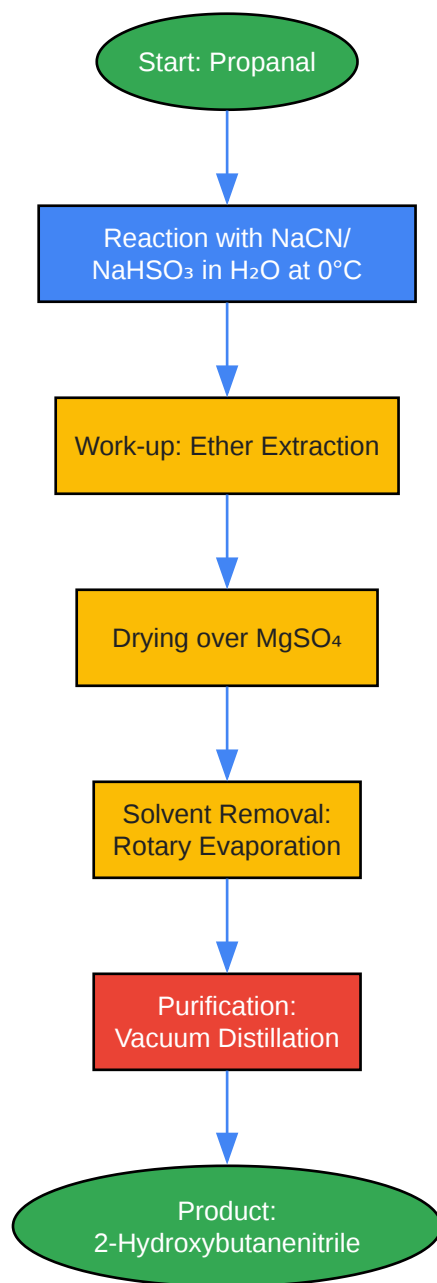 Start: Propanal
Reaction with NaCN/
NaHSO₃ in H₂O at 0°C
Work-up: Ether Extraction
Drying over MgSO₄
Solvent Removal:
Rotary Evaporation
Purification:
Vacuum Distillation
Product:
2-Hydroxybutanenitrile